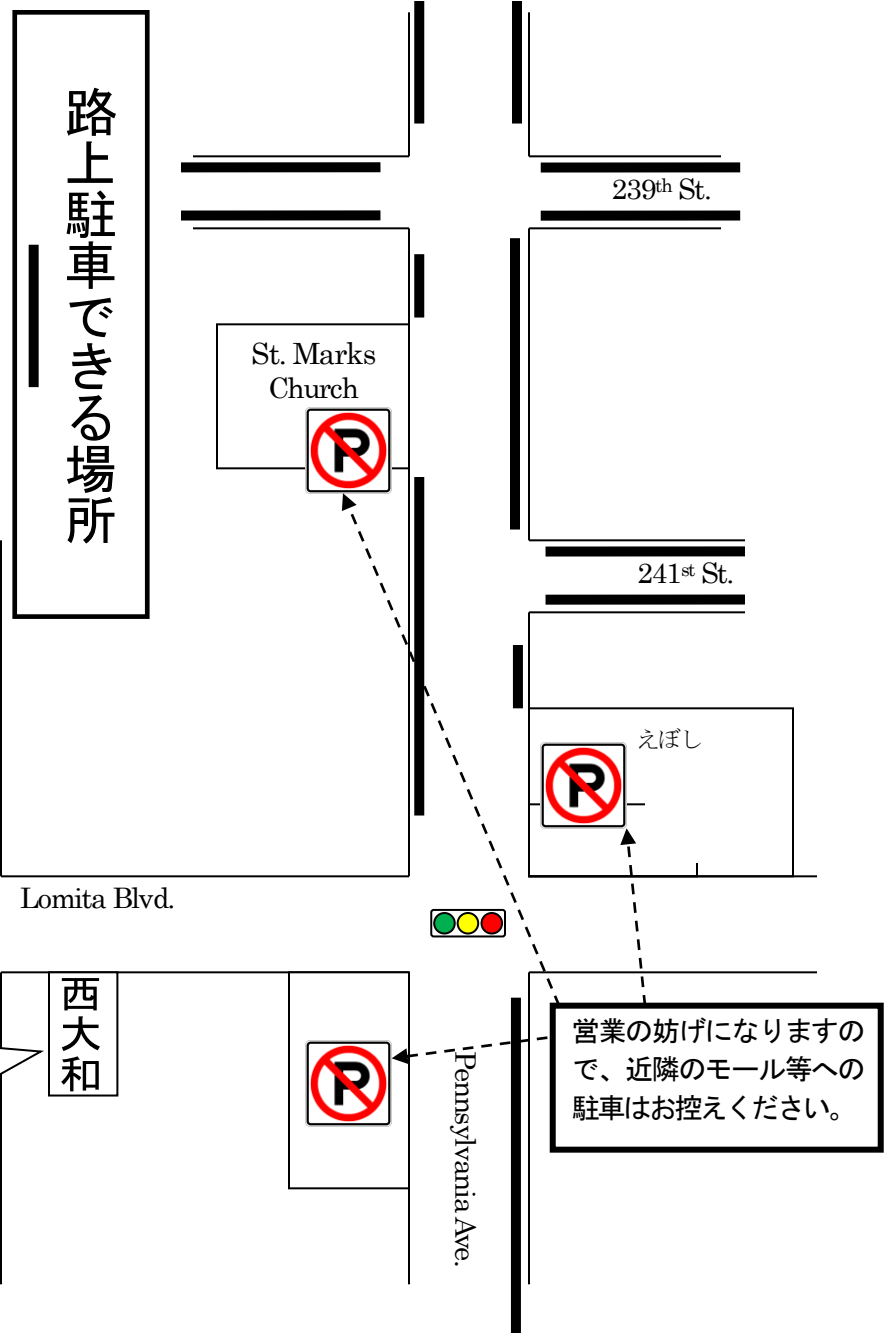 路上駐車できる場所
239th St.
St. Marks
Church
P
241st St.
えぼし
P
Lomita Blvd.
西大和
P
Pennsylvania Ave.
営業の妨げになりますの
で、近隣のモール等への
駐車はお控えください。